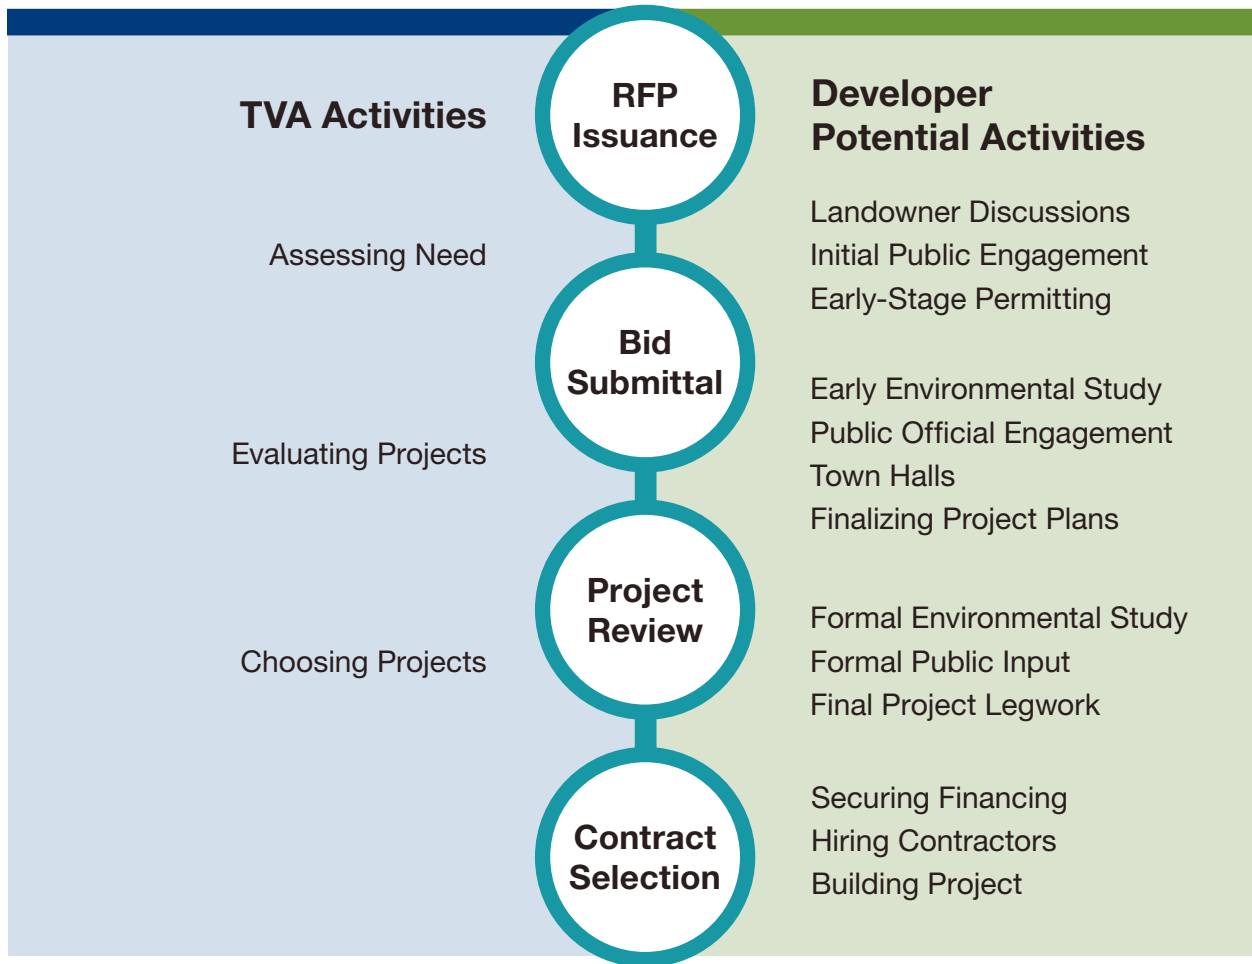 TVA Activities
RFP
Issuance
Developer
Potential Activities
Assessing Need
Landowner Discussions
Initial Public Engagement
Early-Stage Permitting
Bid
Submittal
Evaluating Projects
Early Environmental Study
Public Official Engagement
Town Halls
Finalizing Project Plans
Project
Review
Choosing Projects
Formal Environmental Study
Formal Public Input
Final Project Legwork
Contract
Selection
Securing Financing
Hiring Contractors
Building Project